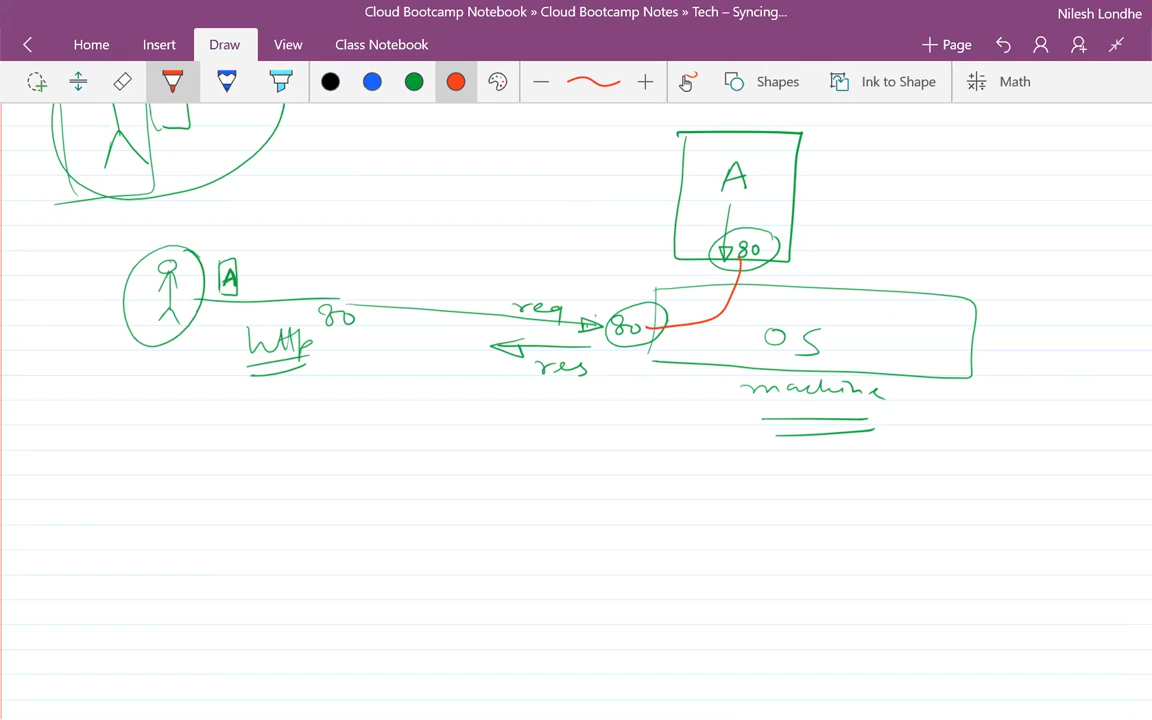 Cloud Bootcamp Notebook » Cloud Bootcamp Notes » Tech – Syncing...
Nilesh Londhe
Home Insert Draw View Class Notebook
Page
Shapes Ink to Shape Math
A
80
A
80
http
req
80
res
OS
machine